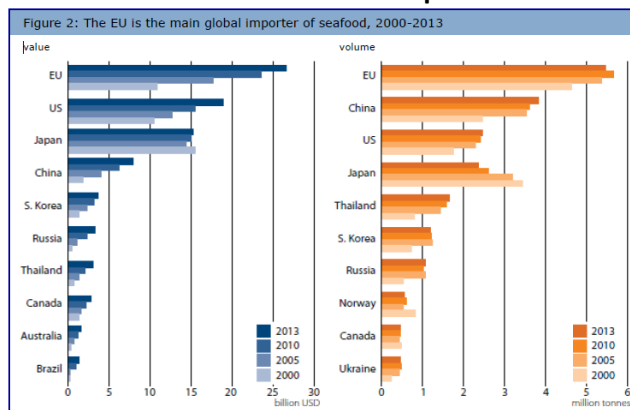 Figure 2: The EU is the main global importer of seafood, 2000-2013
value
EU
US
Japan
China
S. Korea
Russia
Thailand
Canada
Australia
Brazil
2013
2010
2005
2000
0 5 10 15 20 25 30
billion USD
volume
EU
China
US
Japan
Thailand
S. Korea
Russia
Norway
Canada
Ukraine
2013
2010
2005
2000
0 1 2 3 4 5 6
million tonnes